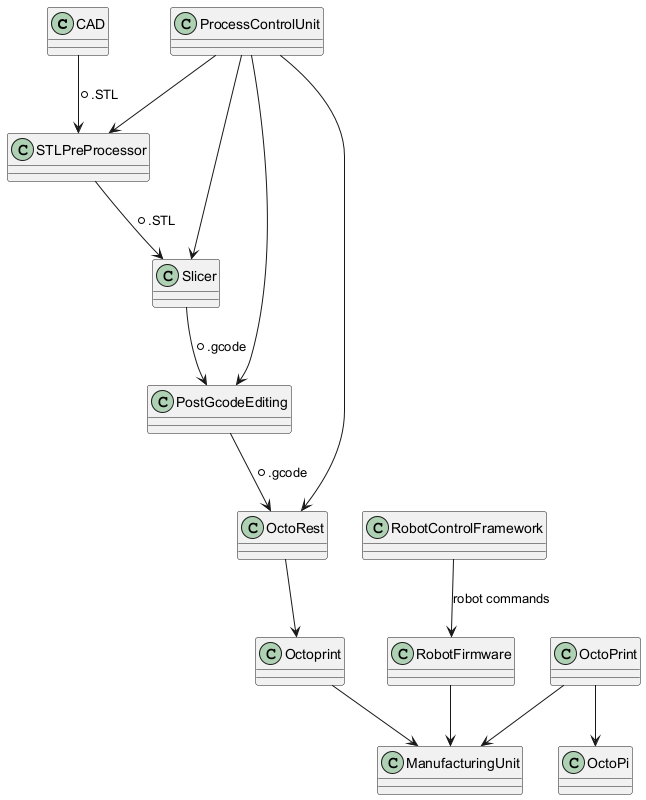 C CAD
C ProcessControlUnit
.STL
C STLPreProcessor
.STL
C Slicer
.gcode
C PostGcodeEditing
.gcode
C OctoRest
C RobotControlFramework
robot commands
C Octoprint
C RobotFirmware
C OctoPrint
C ManufacturingUnit
C OctoPi